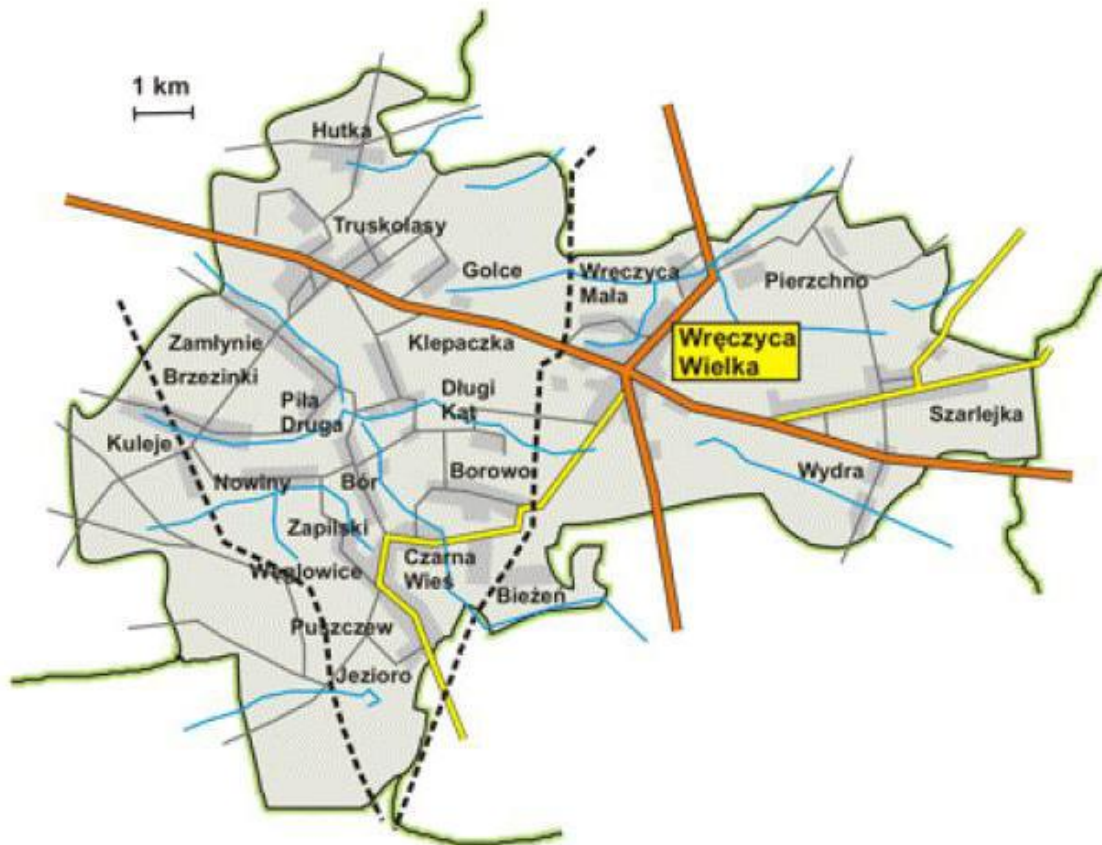 1 km
Hutka
Truskolasy
Golce
Wręczyca
Mała
Pierzchno
Zamłynie
Klepaczka
Wręczyca
Wielka
Brzezinki
Długi
Kąt
Piła
Druga
Szarlejka
Kuleje
Nowiny
Bór
Borowo
Wydra
Zapilski
Czarna
Wieś
Węglowice
Bieżeń
Puszczew
Jezioro